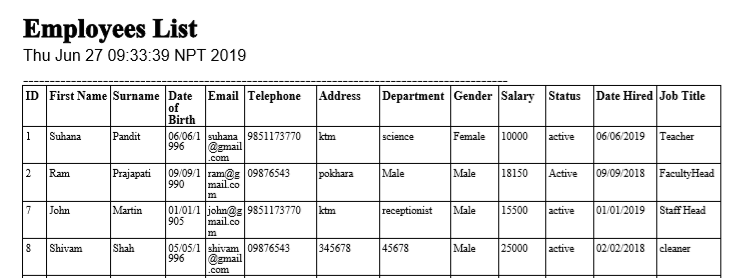 Employees List
Thu Jun 27 09:33:39 NPT 2019
ID First Name Surname Date of Birth Email Telephone Address Department Gender Salary Status Date Hired Job Title
1 Suhana Pandit 06/06/1996 suhana@gmail.com 9851173770 ktm science Female 10000 active 06/06/2019 Teacher
2 Ram Prajapati 09/09/1990 ram@gmail.com 09876543 pokhara Male Male 18150 Active 09/09/2018 FacultyHead
7 John Martin 01/01/1905 john@gmail.com 9851173770 ktm receptionist Male 15500 active 01/01/2019 Staff Head
8 Shivam Shah 05/05/1996 shivam@gmail.com 09876543 345678 45678 Male 25000 active 02/02/2018 cleaner